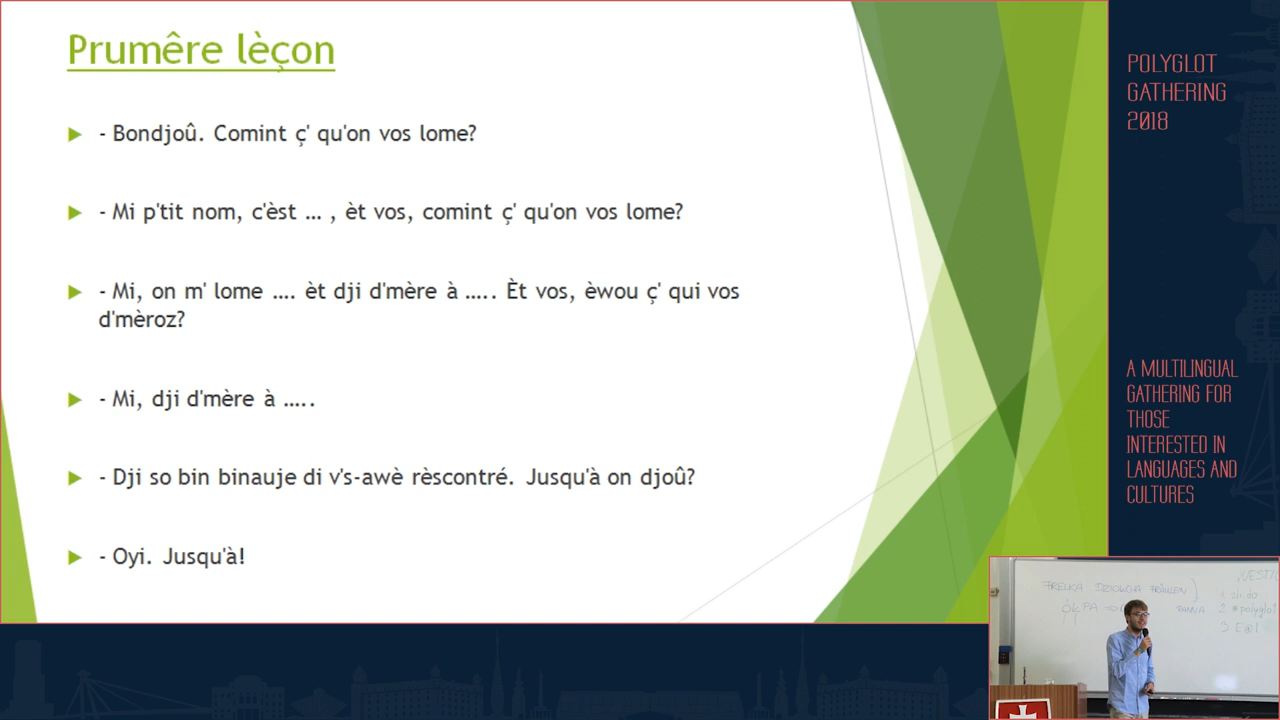 Prumêre lèçon
- Bondjoû. Comint ç' qu'on vos lome?
- Mi p'tit nom, c'èst … , èt vos, comint ç' qu'on vos lome?
- Mi, on m' lome …. èt dji d'mère à ….. Èt vos, èwou ç' qui vos
d'mèroz?
- Mi, dji d'mère à …..
- Dji so bin binauje di v's-awè rèscontré. Jusqu'à on djoû?
- Oyi. Jusqu'à!
POLYGLOT
GATHERING
2018
A MULTILINGUAL
GATHERING FOR
THOSE
INTERESTED IN
LANGUAGES AND
CULTURES